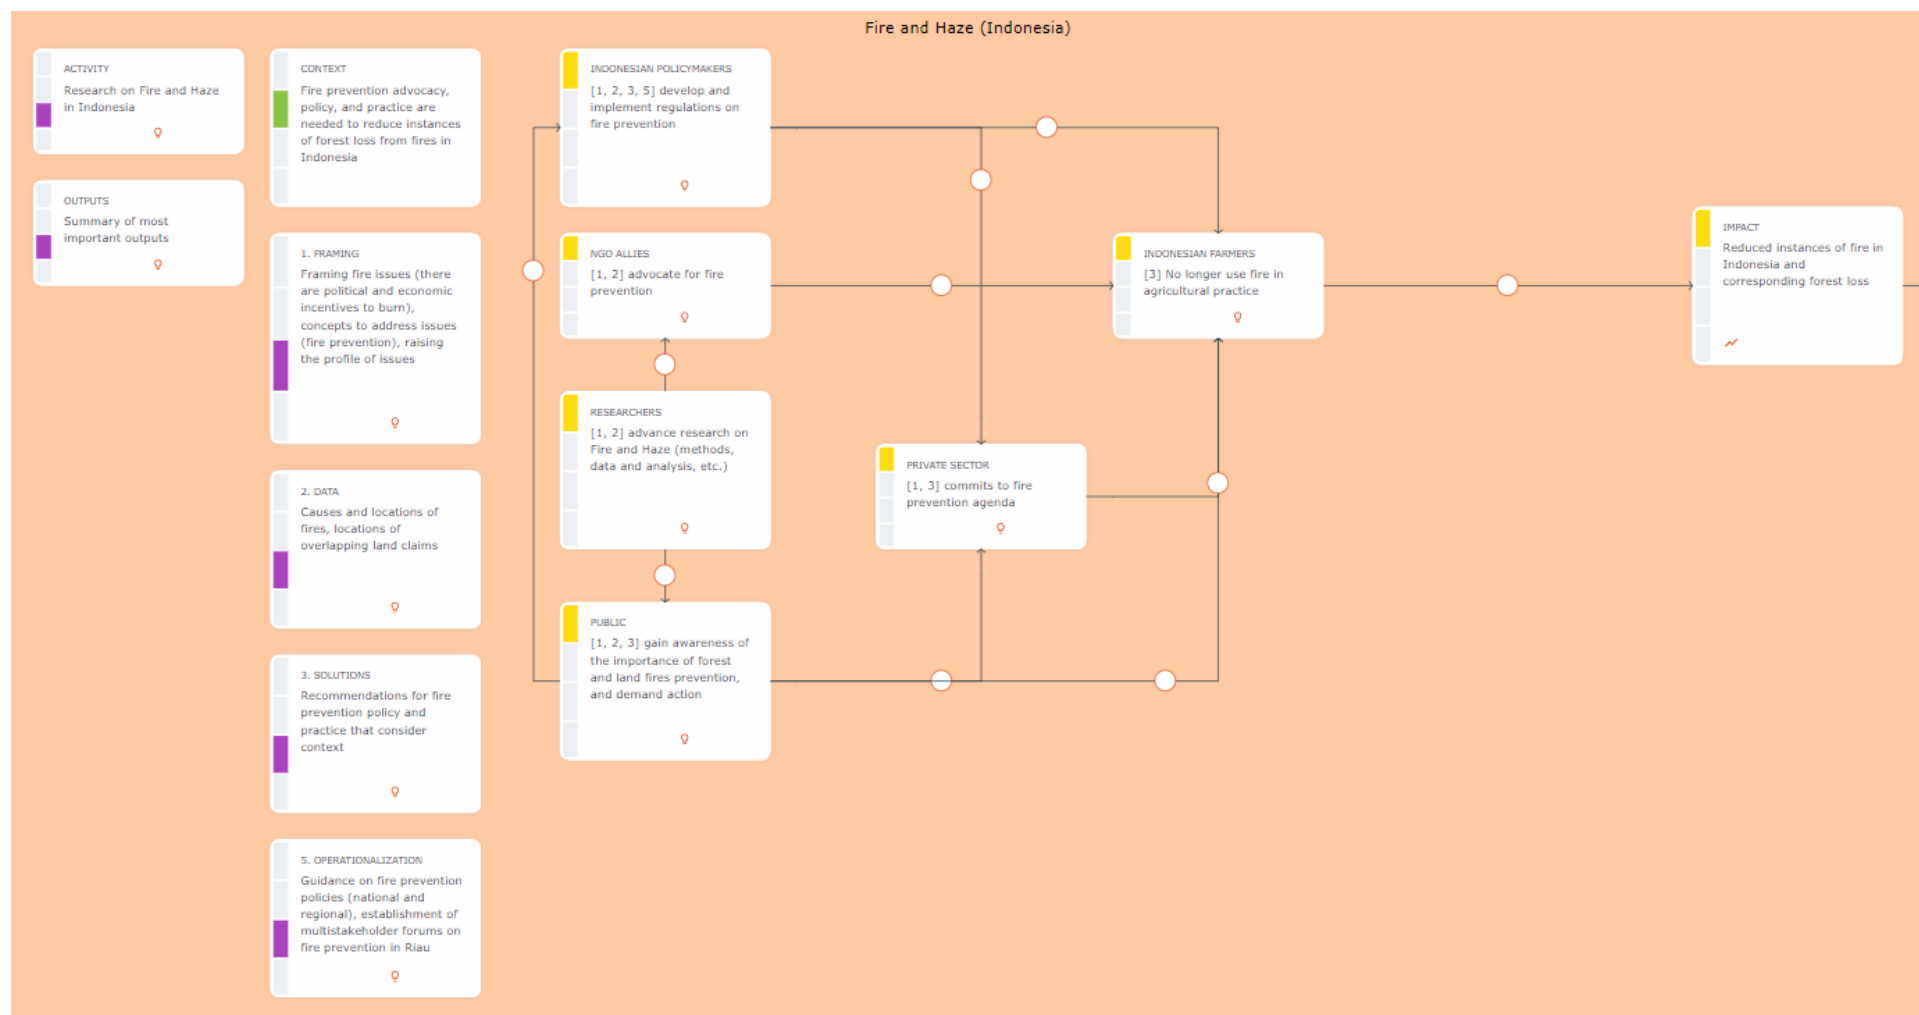 Fire and Haze (Indonesia)
ACTIVITY
Research on Fire and Haze
in Indonesia
OUTPUTS
Summary of most
important outputs
CONTEXT
Fire prevention advocacy,
policy, and practice are
needed to reduce instances
of forest loss from fires in
Indonesia
1. FRAMING
Framing fire issues (there
are political and economic
incentives to burn),
concepts to address issues
(fire prevention), raising
the profile of issues
2. DATA
Causes and locations of
fires, locations of
overlapping land claims
3. SOLUTIONS
Recommendations for fire
prevention policy and
practice that consider
context
5. OPERATIONALIZATION
Guidance on fire prevention
policies (national and
regional), establishment of
multistakeholder forums on
fire prevention in Riau
INDONESIAN POLICYMAKERS
[1, 2, 3, 5] develop and
implement regulations on
fire prevention
NGO ALLIES
[1, 2] advocate for fire
prevention
RESEARCHERS
[1, 2] advance research on
Fire and Haze (methods,
data and analysis, etc.)
PUBLIC
[1, 2, 3] gain awareness of
the importance of forest
and land fires prevention,
and demand action
PRIVATE SECTOR
[1, 3] commits to fire
prevention agenda
INDONESIAN FARMERS
[3] No longer use fire in
agricultural practice
IMPACT
Reduced instances of fire in
Indonesia and
corresponding forest loss